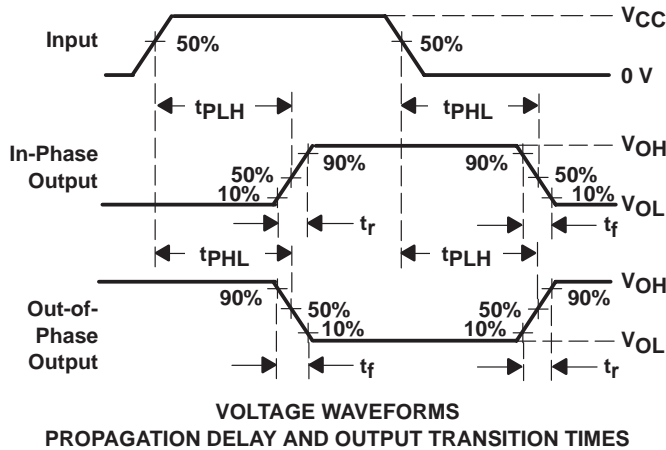 Input
50%
50%
VCC
0 V
tPLH
tPHL
In-Phase
Output
50%
10%
90%
90%
50%
10%
VOH
VOL
tr
tf
tPHL
tPLH
Out-of-
Phase
Output
90%
50%
10%
50%
10%
90%
VOH
VOL
tf
tr
VOLTAGE WAVEFORMS
PROPAGATION DELAY AND OUTPUT TRANSITION TIMES